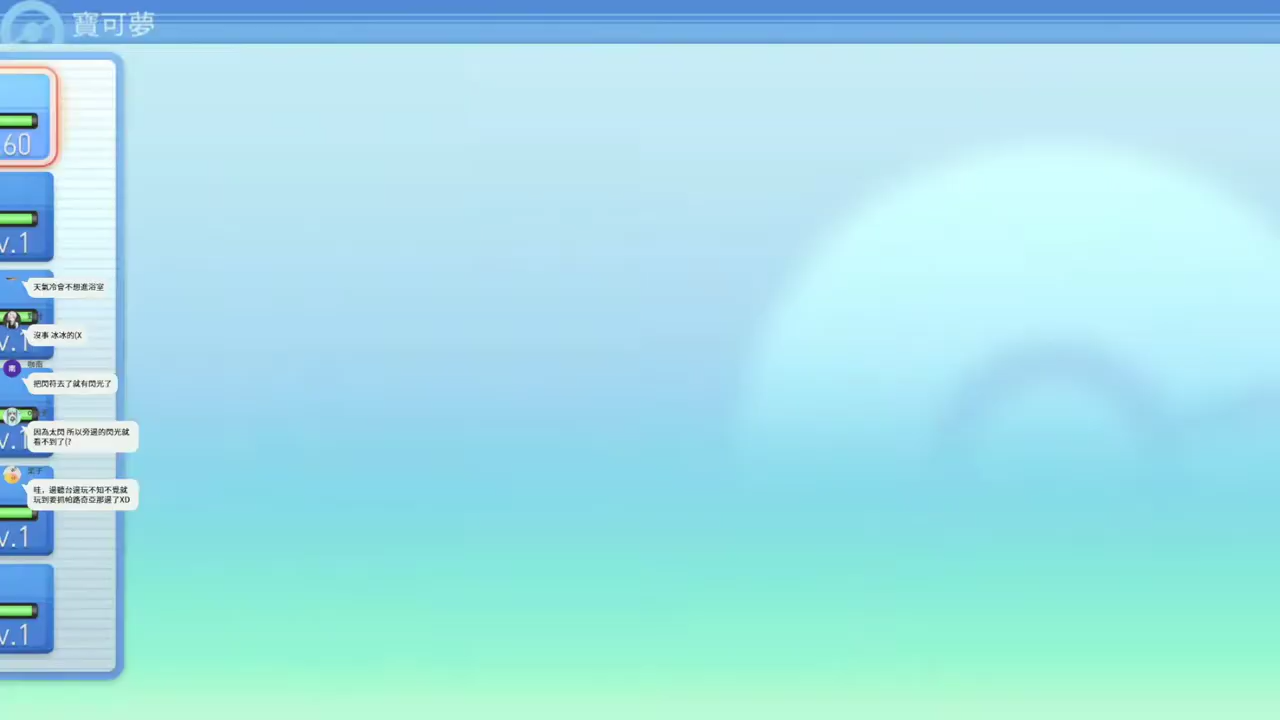 寶可夢
60
v.1
天氣冷會不想進浴室
沒事 冰冰的(X
v.1
把閃符去了就有閃光了
因為太閃 所以旁邊的閃光就
看不到了(?
v.1
哇，邊聽台邊玩不知不覺就
玩到要抓帕路奇亞那邊了XD
v.1
v.1